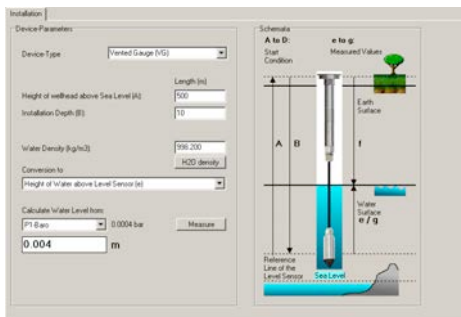 Installation
Device-Parameters
Device-Type
Vented Gauge (VG)
Length (m)
Height of wellhead above Sea Level (A):
500
Installation Depth (B):
10
Water Density (kg/m3):
998.200
H2O density
Conversion to
Height of Water above Level Sensor (e)
Calculate Water Level from:
P1-Baro
0.0004 bar
Measure
0.004
m
Schemata
A to D:
e to g:
Start
Condition
Measured Values
Earth
Surface
A
B
f
Water
Surface
e / g
Reference
Line of the
Level Sensor
Sea Level